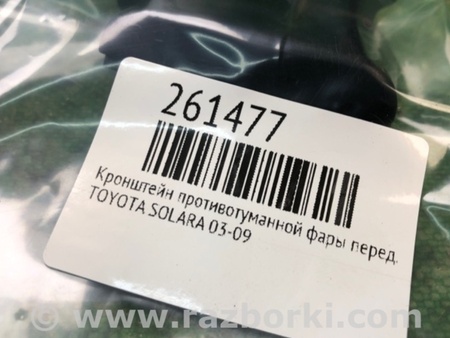 261477
Кронштейн противотуманной фары перед.
TOYOTA SOLARA 03-09
© www.razborki.com